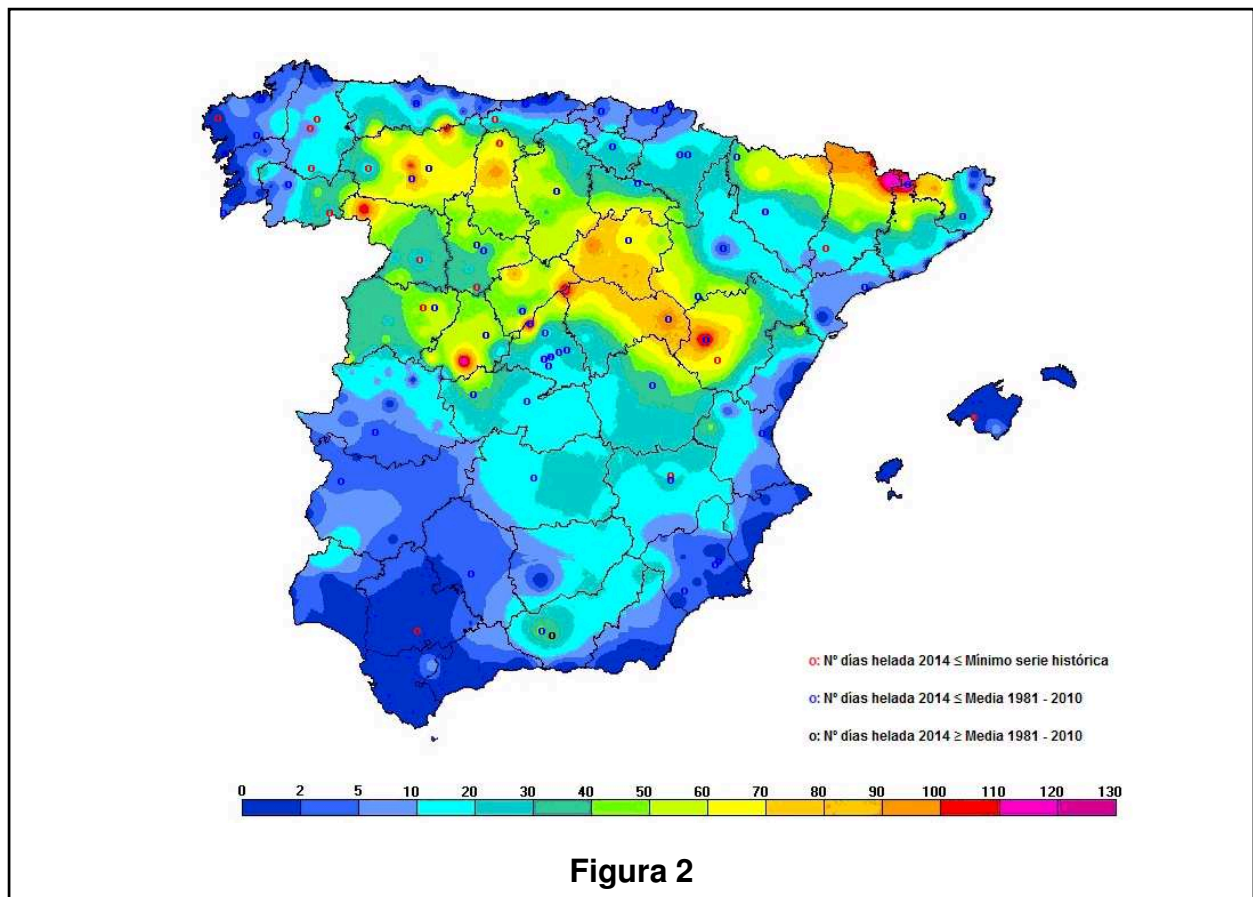 o: Nº días helada 2014 ≤ Mínimo serie histórica
o: Nº días helada 2014 ≤ Media 1981 - 2010
o: Nº días helada 2014 ≥ Media 1981 - 2010
0 2 5 10 20 30 40 50 60 70 80 90 100 110 120 130
Figura 2